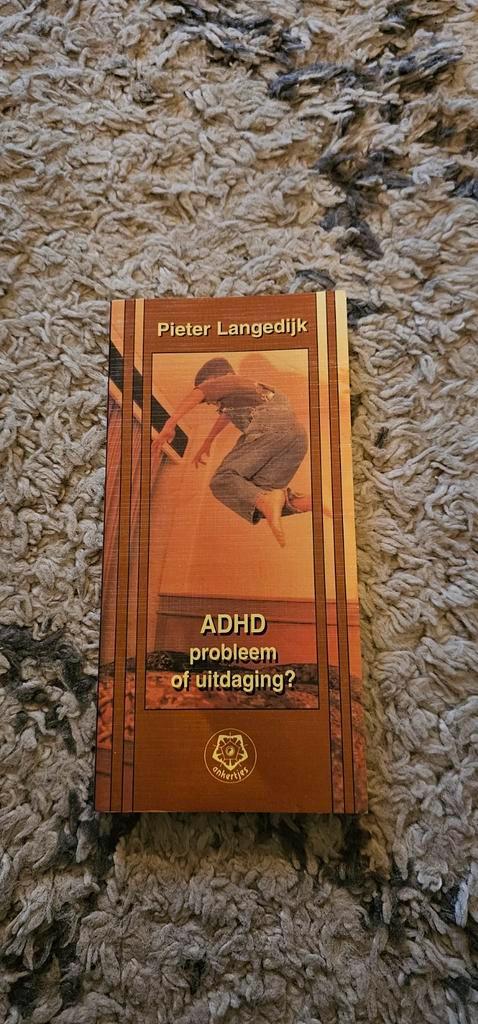 Pieter Langedijk
ADHD
probleem
of uitdaging?
ankertjes